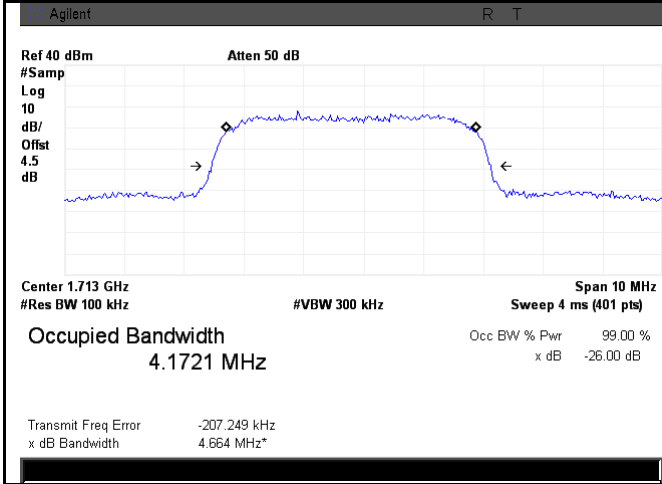 Agilent R T
Ref 40 dBm Atten 50 dB
#Samp
Log
10
dB/
Offst
4.5
dB
Center 1.713 GHz Span 10 MHz
#Res BW 100 kHz #VBW 300 kHz Sweep 4 ms (401 pts)
Occupied Bandwidth Occ BW % Pwr 99.00 %
4.1721 MHz x dB -26.00 dB
Transmit Freq Error -207.249 kHz
x dB Bandwidth 4.664 MHz*